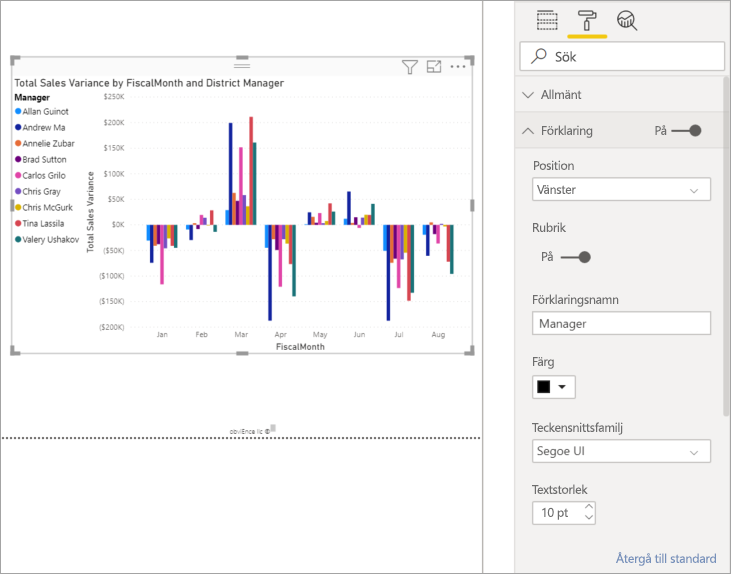 Total Sales Variance by FiscalMonth and District Manager
Manager
Allan Guinot
Andrew Ma
Annelie Zubar
Brad Sutton
Carlos Grilo
Chris Gray
Chris McGurk
Tina Lassila
Valery Ushakov
Total Sales Variance
$250K
$200K
$150K
$100K
$50K
$0K
($50K)
($100K)
($150K)
($200K)
Jan Feb Mar Apr May Jun Jul Aug
FiscalMonth
obviEnce llc ©
Sök
Allmänt
Förklaring På
Position
Vänster
Rubrik
På
Förklaringsnamn
Manager
Färg
Teckensnittsfamilj
Segoe UI
Textstorlek
10 pt
Återgå till standard